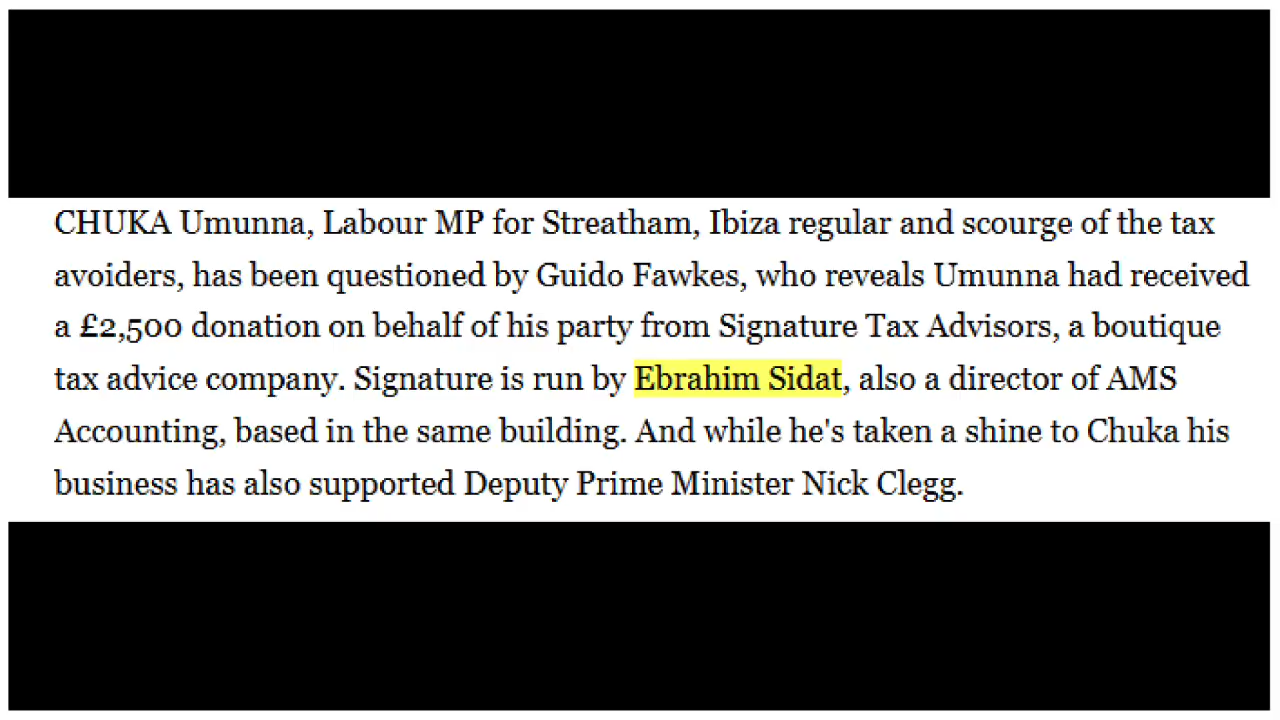 CHUKA Umunna, Labour MP for Streatham, Ibiza regular and scourge of the tax
avoiders, has been questioned by Guido Fawkes, who reveals Umunna had received
a £2,500 donation on behalf of his party from Signature Tax Advisors, a boutique
tax advice company. Signature is run by Ebrahim Sidat, also a director of AMS
Accounting, based in the same building. And while he's taken a shine to Chuka his
business has also supported Deputy Prime Minister Nick Clegg.